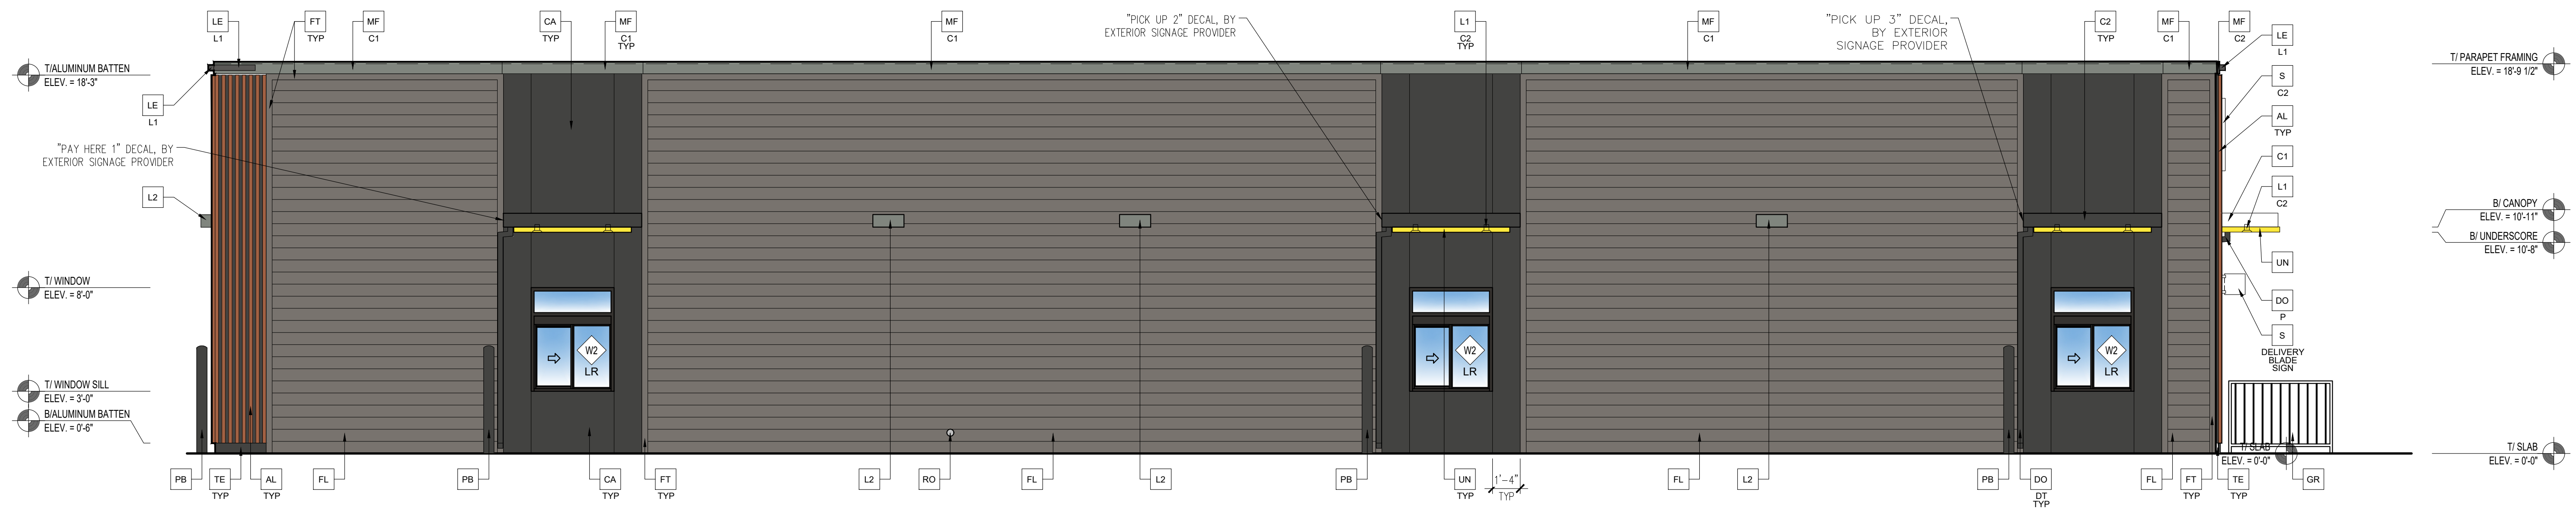 LE
L1
FT
TYP
MF
C1
CA
TYP
MF
C1
TYP
MF
C1
"PICK UP 2" DECAL, BY
EXTERIOR SIGNAGE PROVIDER
L1
C2
TYP
MF
C1
"PICK UP 3" DECAL,
BY EXTERIOR
SIGNAGE PROVIDER
C2
TYP
MF
C1
MF
C2
LE
L1
T/ALUMINUM BATTEN
ELEV. = 18'-3"
T/ PARAPET FRAMING
ELEV. = 18'-9 1/2"
S
C2
LE
L1
AL
TYP
"PAY HERE 1" DECAL, BY
EXTERIOR SIGNAGE PROVIDER
C1
L2
L1
C2
B/ CANOPY
ELEV. = 10'-11"
B/ UNDERSCORE
ELEV. = 10'-8"
UN
T/ WINDOW
ELEV. = 8'-0"
DO
P
S
DELIVERY
BLADE
SIGN
W2
LR
W2
LR
W2
LR
T/ WINDOW SILL
ELEV. = 3'-0"
B/ALUMINUM BATTEN
ELEV. = 0'-6"
T/ SLAB
ELEV. = 0'-0"
T/ SLAB
ELEV. = 0'-0"
PB
TE
TYP
AL
TYP
FL
PB
CA
TYP
FT
TYP
L2
RO
FL
L2
PB
UN
TYP
1'-4"
TYP
FL
L2
PB
DO
DT
TYP
FL
FT
TYP
TE
TYP
GR